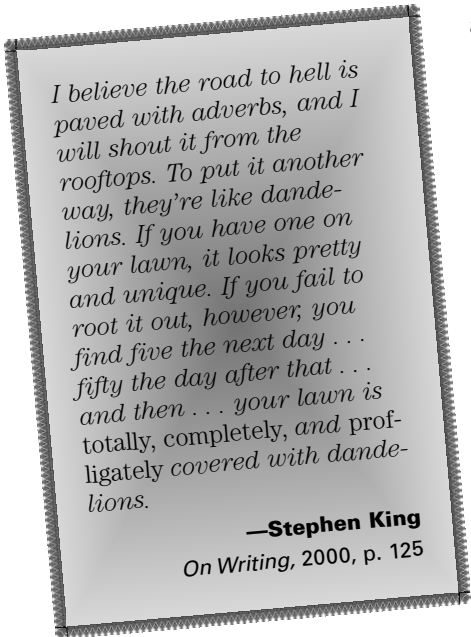 I believe the road to hell is
paved with adverbs, and I
will shout it from the
rooftops. To put it another
way, they’re like dande-
lions. If you have one on
your lawn, it looks pretty
and unique. If you fail to
root it out, however, you
find five the next day . . .
fifty the day after that . . .
and then . . . your lawn is
totally, completely, and prof-
ligately covered with dande-
lions.
—Stephen King
On Writing, 2000, p. 125